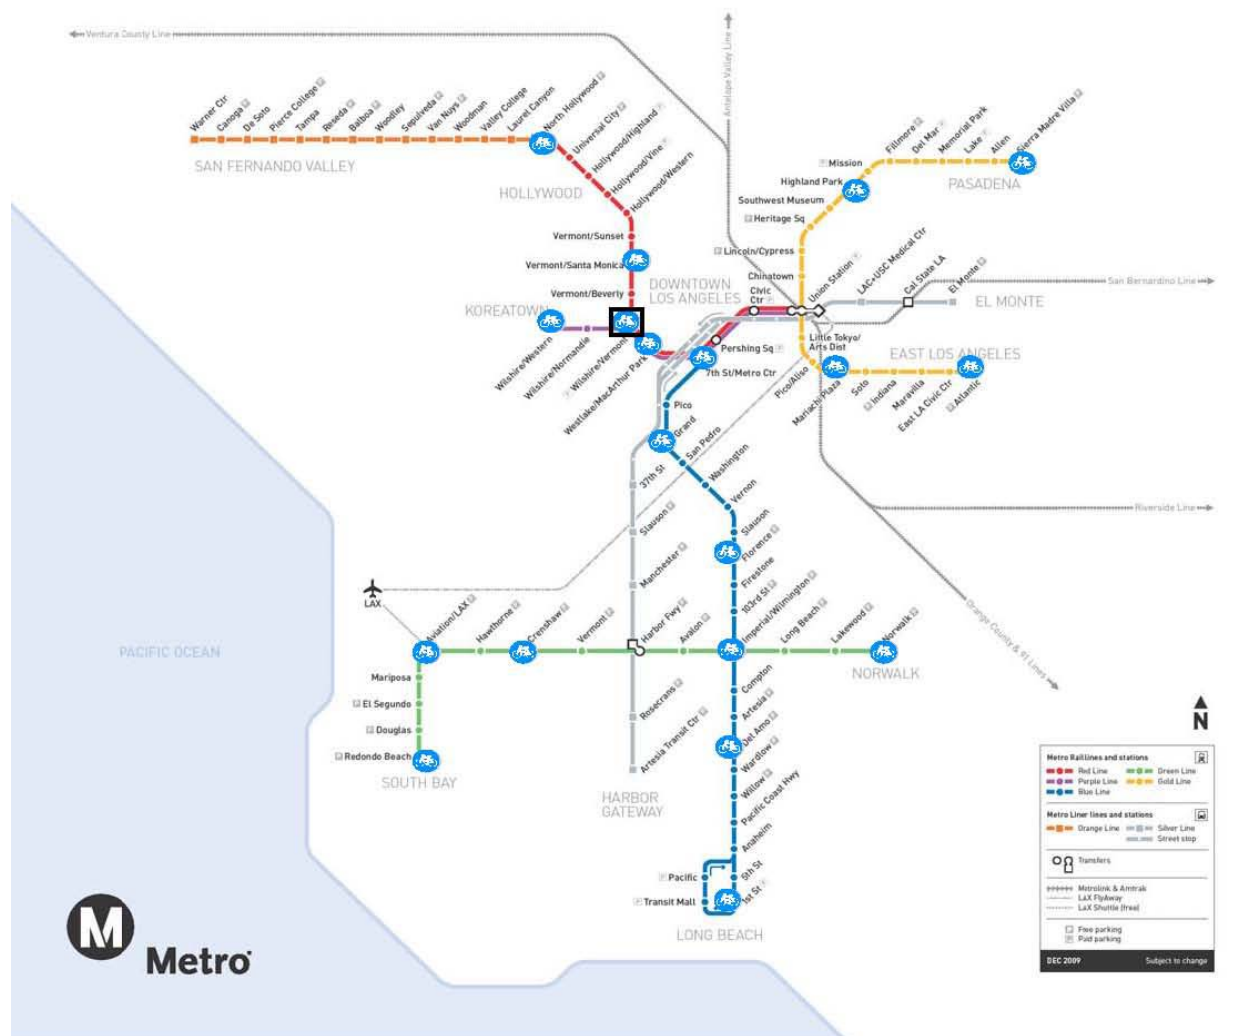 Ventura County Line
Antelope Valley Line
Warner Ctr
Canoga P
De Soto
Pierce College P
Tampa
Reseda P
Balboa P
Woodley
Sepulveda P
Van Nuys P
Woodman
Valley College
Laurel Canyon
North Hollywood P
Universal City P
Hollywood/Highland P
Hollywood/Vine P
Hollywood/Western
SAN FERNANDO VALLEY
HOLLYWOOD
Vermont/Sunset
Vermont/Santa Monica
Vermont/Beverly
KOREATOWN
Wilshire/Western
Wilshire/Normandie
P Wilshire/Vermont
Westlake/MacArthur Park
DOWNTOWN
LOS ANGELES
Civic
Ctr P
Pershing Sq P
7th St/Metro Ctr
Union Station P
P Mission
Highland Park
Southwest Museum
P Heritage Sq
P Lincoln/Cypress
Chinatown
Fillmore P
Del Mar P
Memorial Park
Lake P
Allen
Sierra Madre Villa P
PASADENA
LAC+USC Medical Ctr
Cal State LA
El Monte P
EL MONTE
San Bernardino Line
Little Tokyo/
Arts Dist
Pico/Aliso
Mariachi Plaza
Soto
P Indiana
Maravilla
East LA Civic Ctr
P Atlantic
EAST LOS ANGELES
Pico
Grand
San Pedro
Washington
Vernon
Slauson
Florence P
Firestone
103rd St P
Imperial/Wilmington P
37th St
Slauson P
Manchester P
Harbor Fwy P
Rosecrans P
Artesia Transit Ctr P
HARBOR
GATEWAY
Riverside Line
Orange County & 91 Lines
LAX
Aviation/LAX P
Hawthorne P
Crenshaw P
Vermont P
Avalon P
Long Beach P
Lakewood P
Norwalk P
NORWALK
Mariposa
P El Segundo
P Douglas
P Redondo Beach
SOUTH BAY
Compton
Artesia P
Del Amo P
Wardlow P
Willow P
Pacific Coast Hwy
Anaheim
5th St
1st St P
P Pacific
P Transit Mall
LONG BEACH
PACIFIC OCEAN
N
M
Metro
Metro Rail lines and stations
Red Line
Green Line
Purple Line
Gold Line
Blue Line
Metro Liner lines and stations
Orange Line
Silver Line
Street stop
Transfers
Metrolink & Amtrak
LAX FlyAway
LAX Shuttle (free)
P Free parking
P Paid parking
DEC 2009
Subject to change